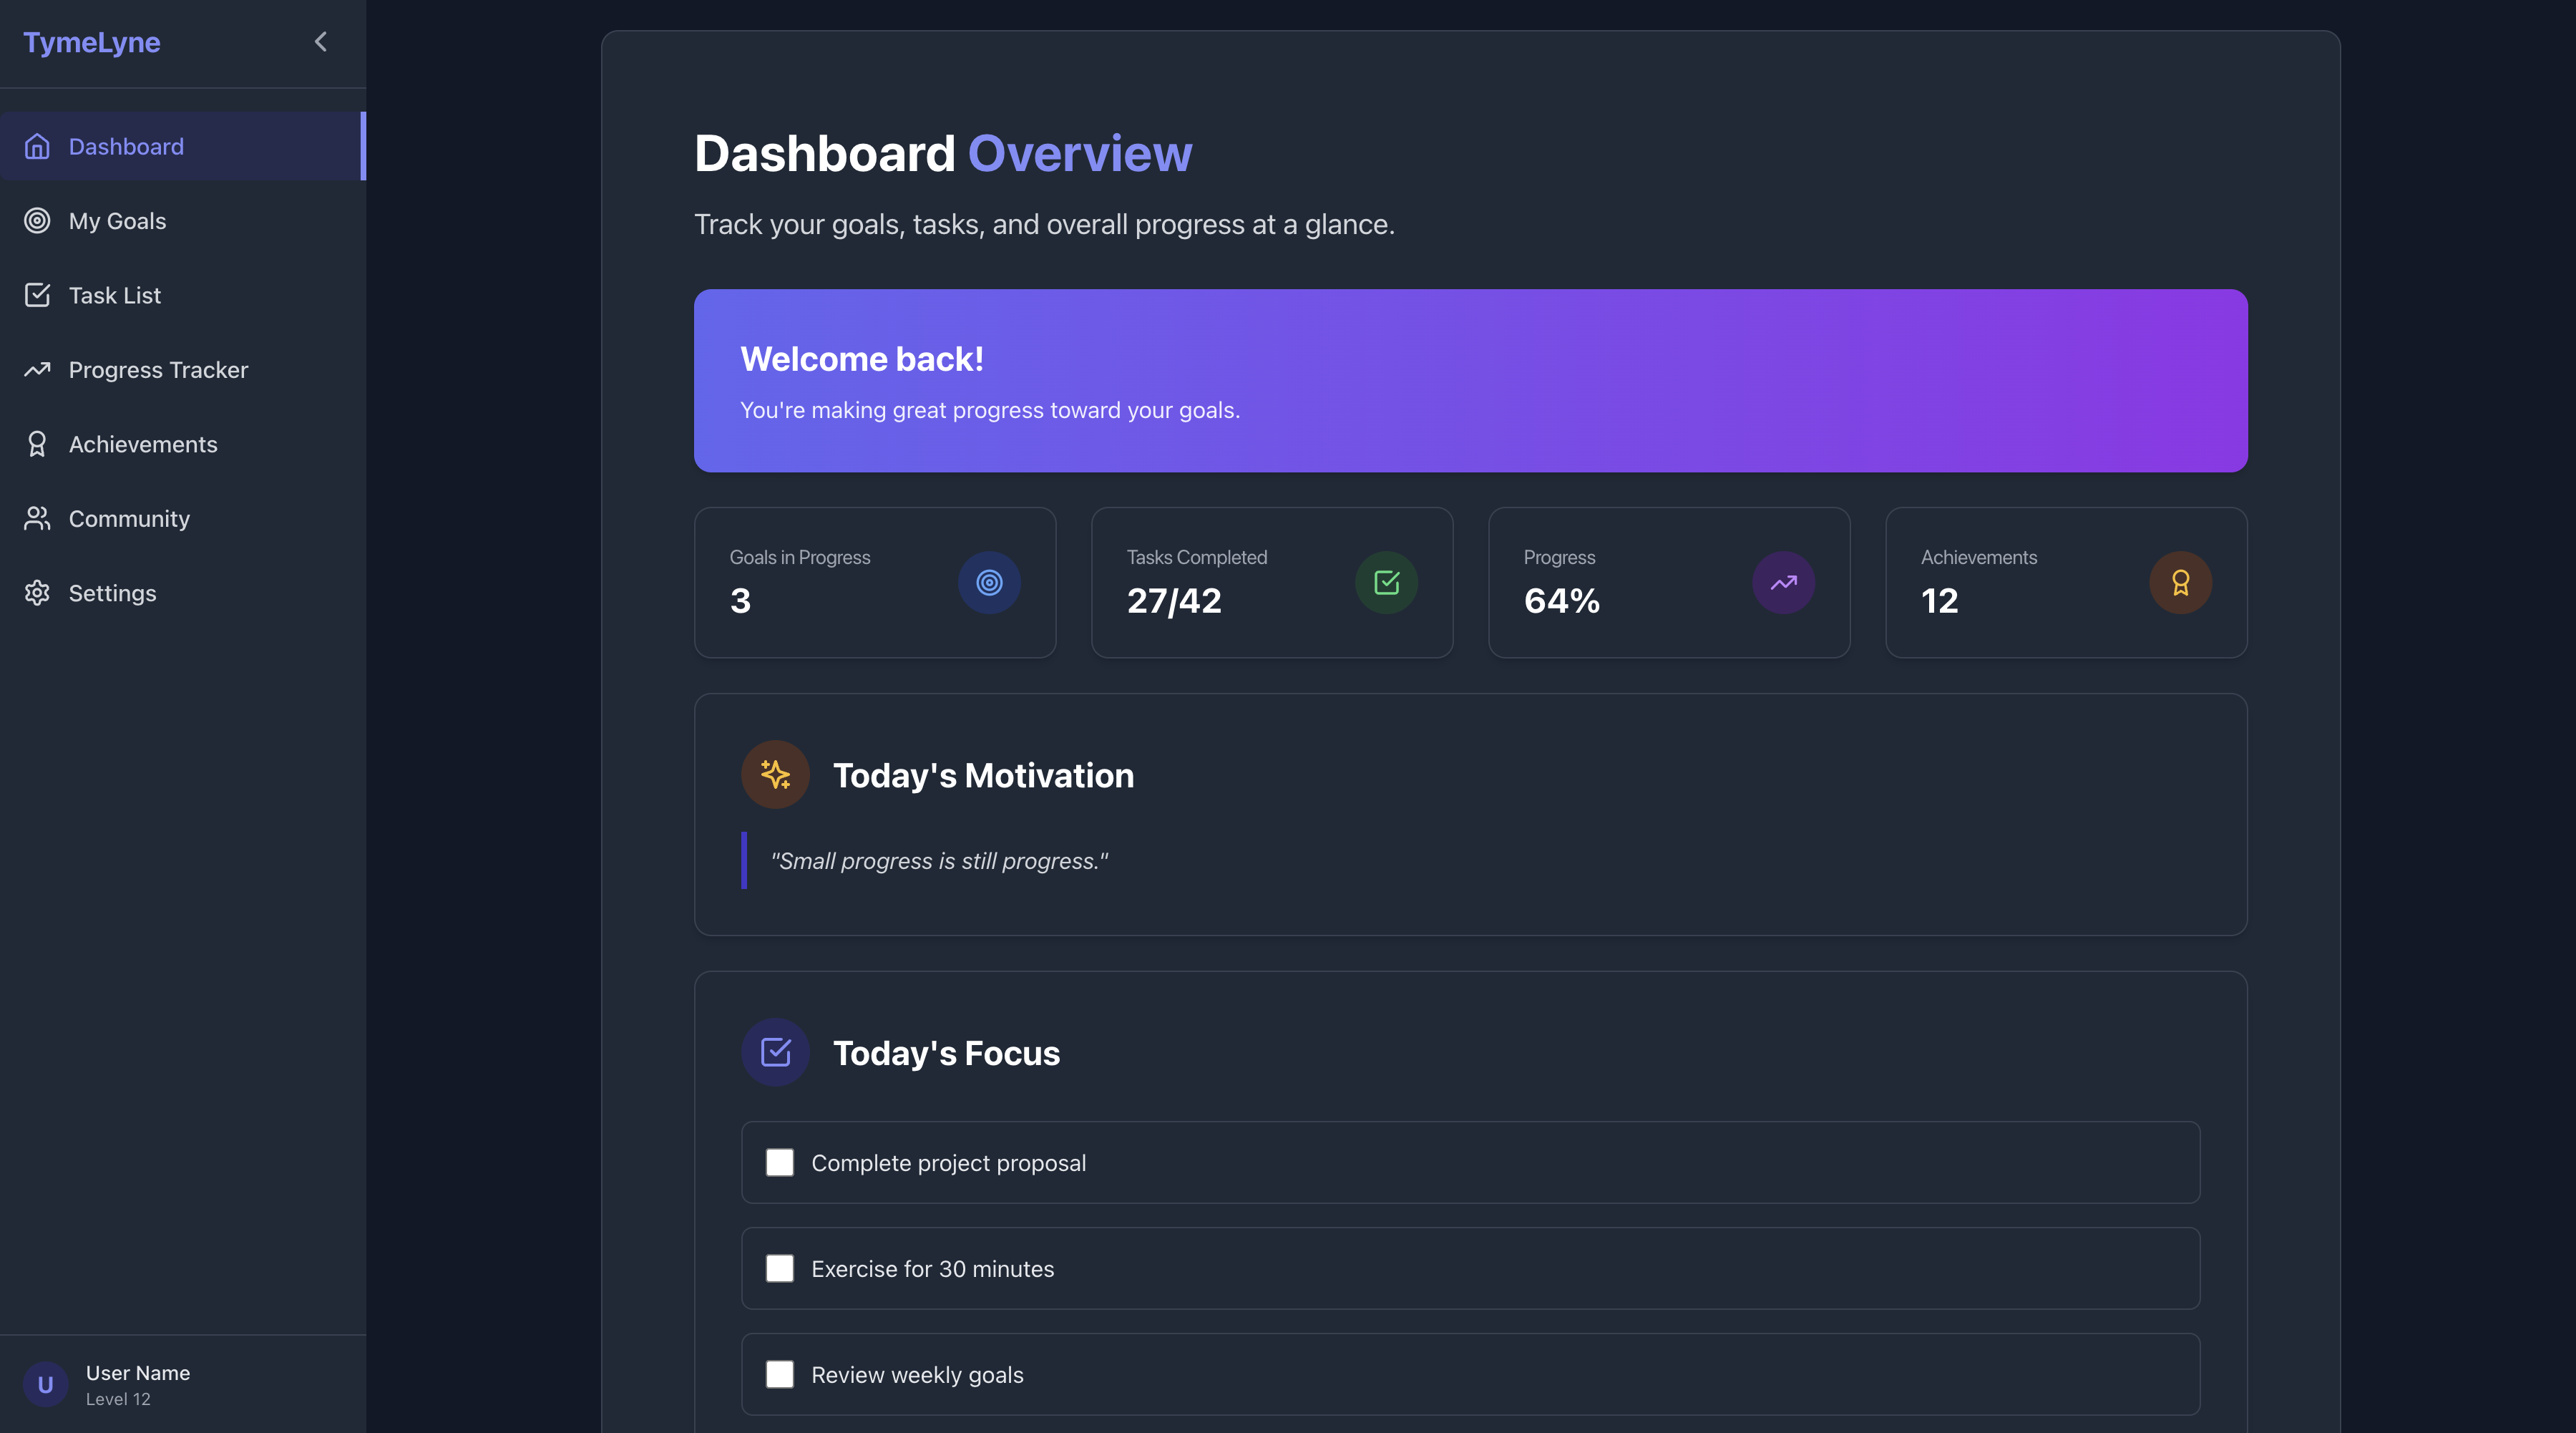 TymeLyne
Dashboard
My Goals
Task List
Progress Tracker
Achievements
Community
Settings
U
User Name
Level 12
Dashboard Overview
Track your goals, tasks, and overall progress at a glance.
Welcome back!
You're making great progress toward your goals.
Goals in Progress
3
Tasks Completed
27/42
Progress
64%
Achievements
12
Today's Motivation
"Small progress is still progress."
Today's Focus
Complete project proposal
Exercise for 30 minutes
Review weekly goals